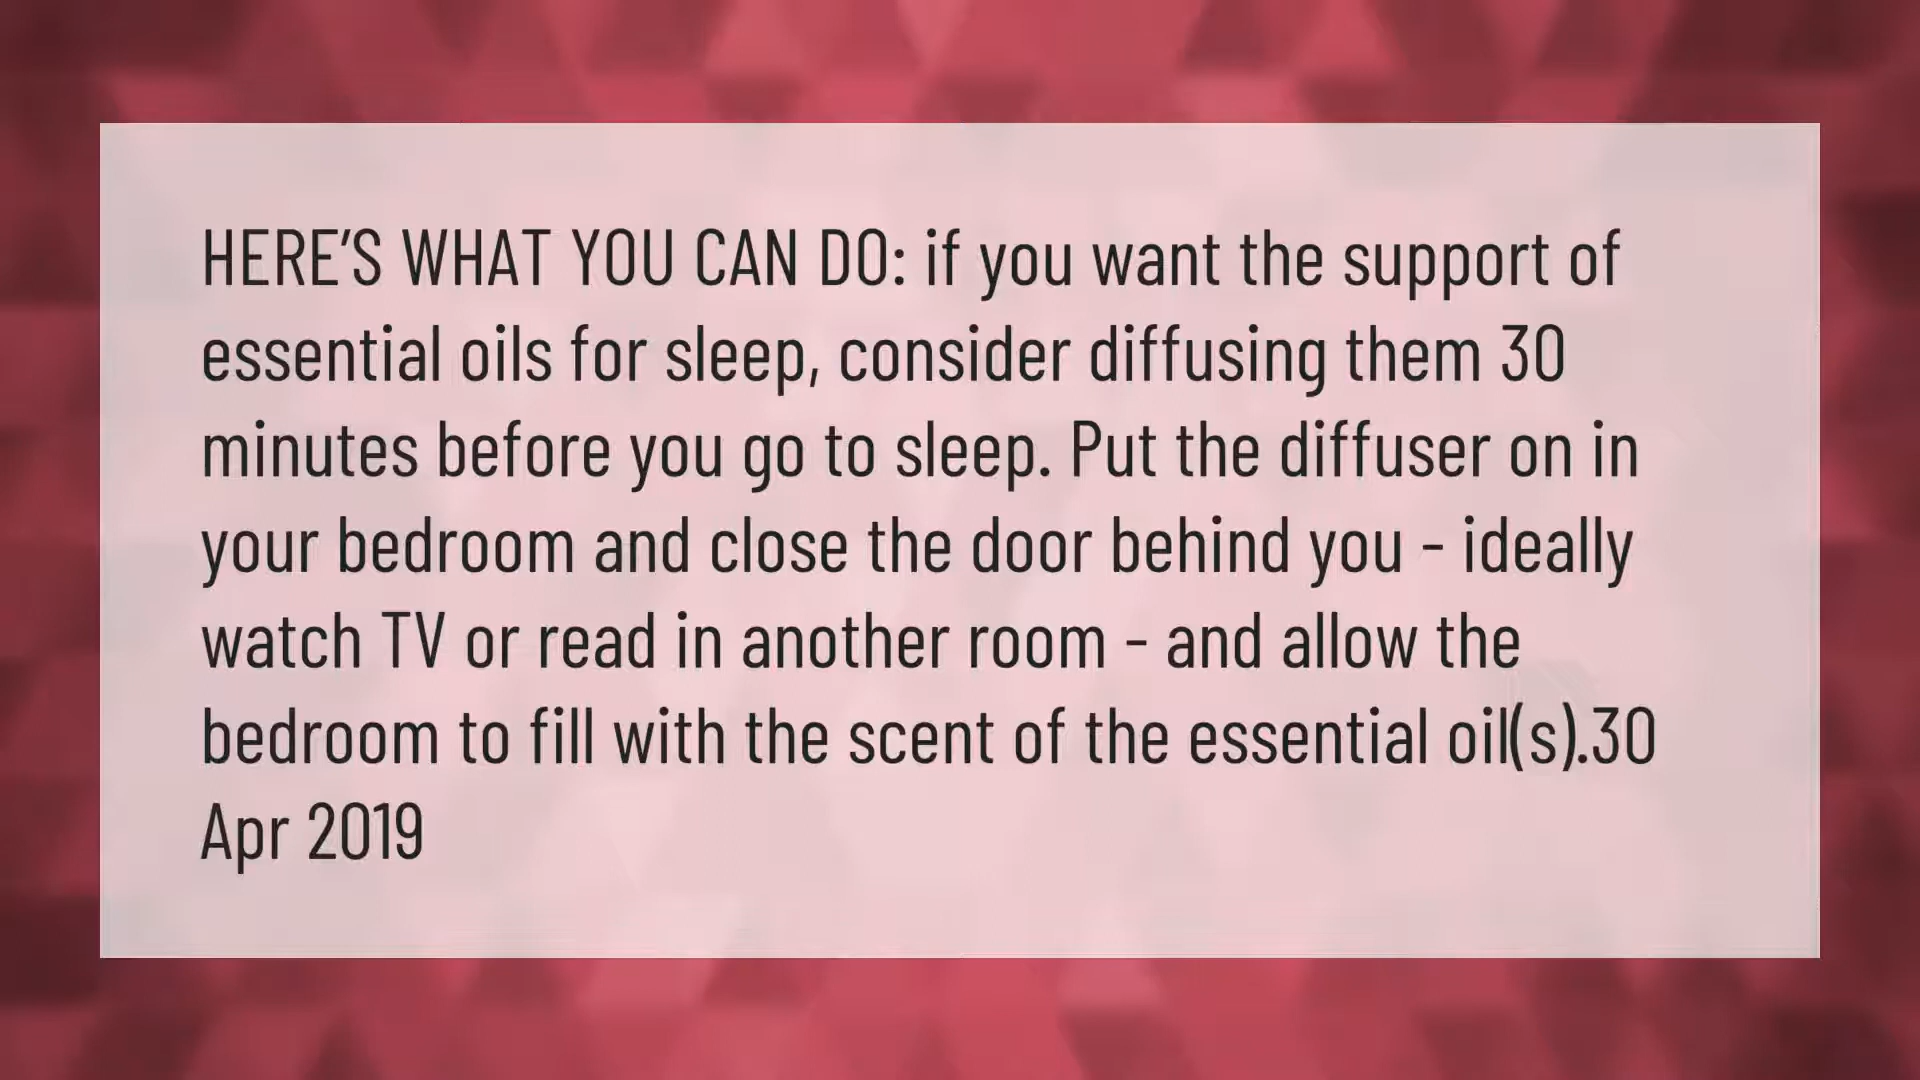 HERE’S WHAT YOU CAN DO: if you want the support of
essential oils for sleep, consider diffusing them 30
minutes before you go to sleep. Put the diffuser on in
your bedroom and close the door behind you - ideally
watch TV or read in another room - and allow the
bedroom to fill with the scent of the essential oil(s).30
Apr 2019